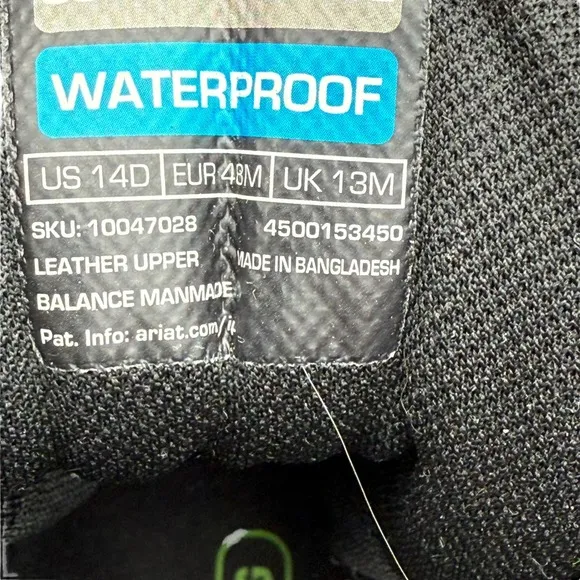 WATERPROOF
US 14D EUR 48M UK 13M
SKU: 10047028 4500153450
LEATHER UPPER MADE IN BANGLADESH
BALANCE MANMADE
Pat. Info: ariat.com/